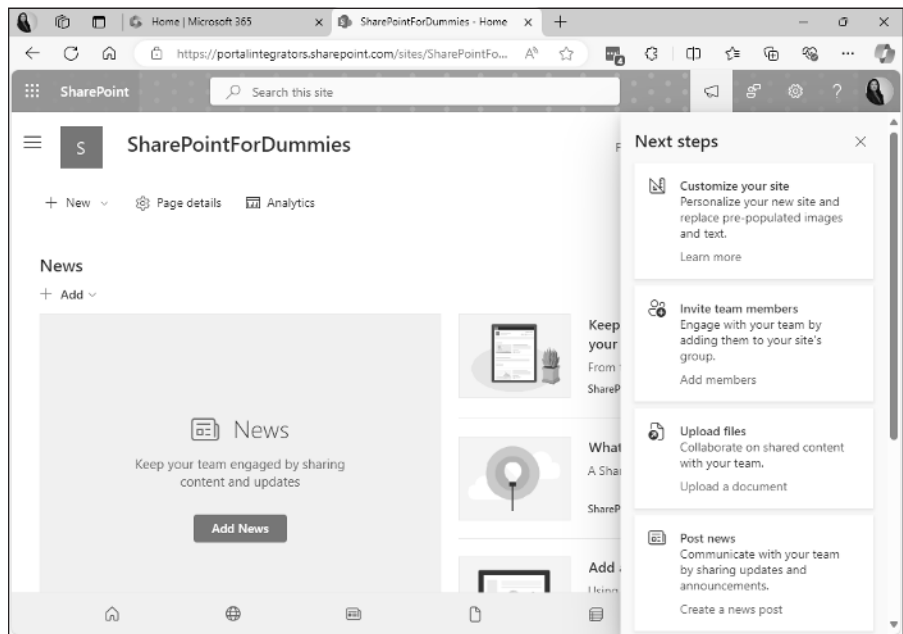 Home | Microsoft 365
SharePointForDummies - Home
https://portalintegrators.sharepoint.com/sites/SharePointFo...
SharePoint
Search this site
S
SharePointForDummies
F
New
Page details
Analytics
News
Add
News
Keep your team engaged by sharing
content and updates
Add News
Keep
your
From
ShareP
What
A Shar
ShareP
Add
Using
Next steps
Customize your site
Personalize your new site and
replace pre-populated images
and text.
Learn more
Invite team members
Engage with your team by
adding them to your site's
group.
Add members
Upload files
Collaborate on shared content
with your team.
Upload a document
Post news
Communicate with your team
by sharing updates and
announcements.
Create a news post